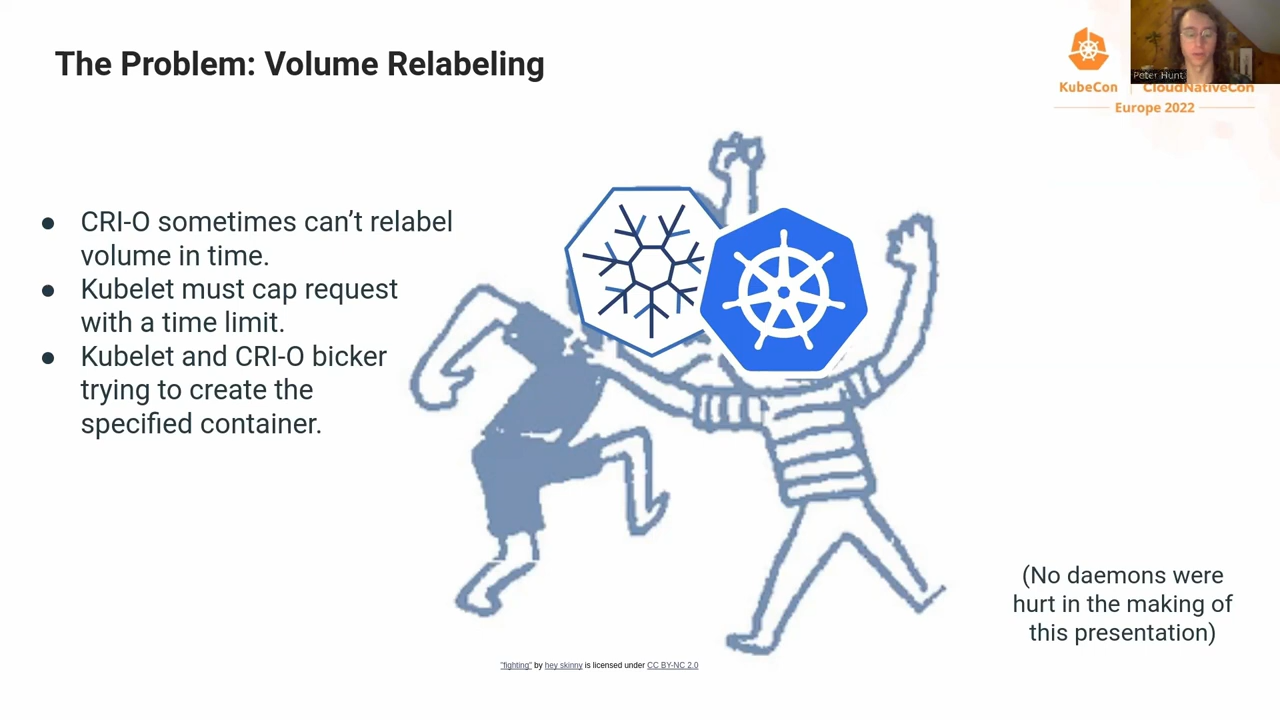 The Problem: Volume Relabeling
Peter Hunt
KubeCon
CloudNativeCon
Europe 2022
● CRI-O sometimes can’t relabel
volume in time.
● Kubelet must cap request
with a time limit.
● Kubelet and CRI-O bicker
trying to create the
specified container.
(No daemons were
hurt in the making of
this presentation)
"fighting" by hey skinny is licensed under CC BY-NC 2.0